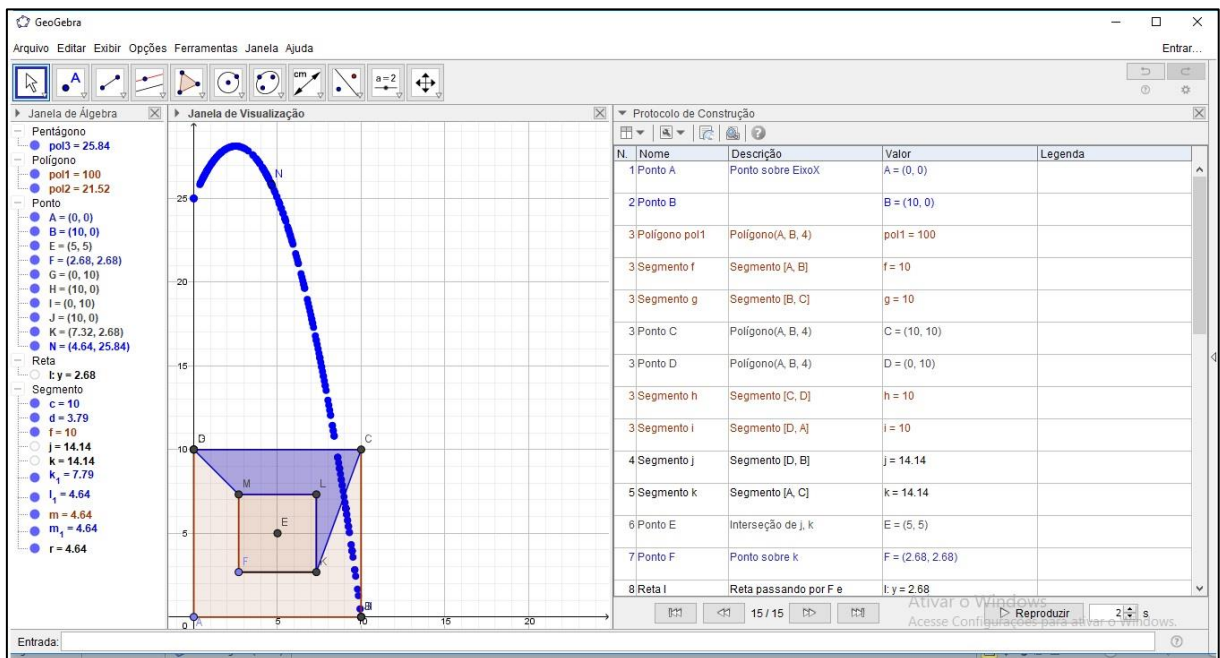 GeoGebra
Arquivo Editar Exibir Opções Ferramentas Janela Ajuda
Entrar...
A
cm
a=2
Janela de Álgebra
Pentágono
pol3 = 25.84
Polígono
pol1 = 100
pol2 = 21.52
Ponto
A = (0, 0)
B = (10, 0)
E = (5, 5)
F = (2.68, 2.68)
G = (0, 10)
H = (10, 0)
I = (0, 10)
J = (10, 0)
K = (7.32, 2.68)
N = (4.64, 25.84)
Reta
l: y = 2.68
Segmento
c = 10
d = 3.79
f = 10
j = 14.14
k = 14.14
k₁ = 7.79
l₁ = 4.64
m = 4.64
m₁ = 4.64
r = 4.64
Janela de Visualização
N
25
20
15
10
C
M
L
E
5
F
K
A
0
5
10
15
20
Protocolo de Construção
N. Nome Descrição Valor Legenda
1 Ponto A Ponto sobre EixoX A = (0, 0)
2 Ponto B B = (10, 0)
3 Polígono pol1 Polígono(A, B, 4) pol1 = 100
3 Segmento f Segmento [A, B] f = 10
3 Segmento g Segmento [B, C] g = 10
3 Ponto C Polígono(A, B, 4) C = (10, 10)
3 Ponto D Polígono(A, B, 4) D = (0, 10)
3 Segmento h Segmento [C, D] h = 10
3 Segmento i Segmento [D, A] i = 10
4 Segmento j Segmento [D, B] j = 14.14
5 Segmento k Segmento [A, C] k = 14.14
6 Ponto E Interseção de j, k E = (5, 5)
7 Ponto F Ponto sobre k F = (2.68, 2.68)
8 Reta l Reta passando por F e l: y = 2.68
15 / 15 Reproduzir 2 s
Ativar o Windows
Acesse Configurações para ativar o Windows.
Entrada: